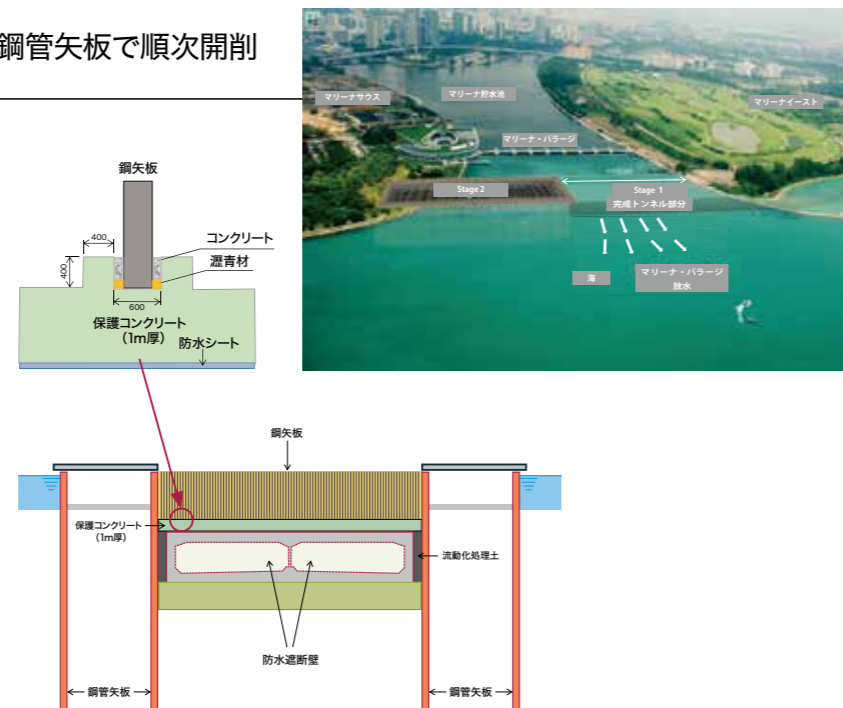 鋼管矢板で順次開削
マリーナサウス
マリーナ貯水池
マリーナイースト
マリーナ・バラージ
Stage 2
Stage 1
完成トンネル部分
海
マリーナ・バラージ
放水
鋼矢板
400
400
コンクリート
瀝青材
600
保護コンクリート
（1m厚）
防水シート
鋼矢板
保護コンクリート
（1m厚）
流動化処理土
防水遮断壁
鋼管矢板
鋼管矢板